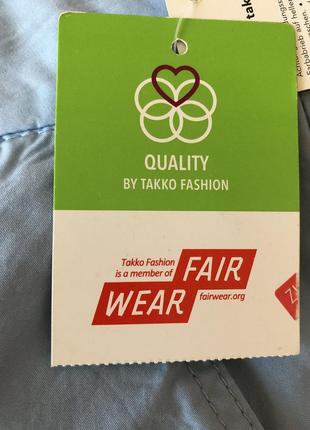 QUALITY
BY TAKKO FASHION
Takko Fashion
is a member of
FAIR
WEAR
fairwear.org